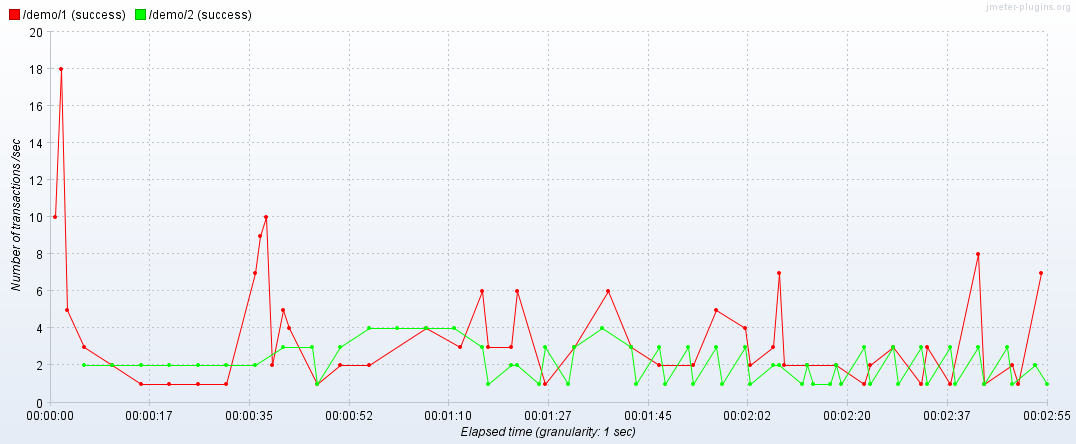 /demo/1 (success) /demo/2 (success)
jmeter-plugins.org
20
18
16
14
12
10
8
6
4
2
0
Number of transactions /sec
00:00:00 00:00:17 00:00:35 00:00:52 00:01:10 00:01:27 00:01:45 00:02:02 00:02:20 00:02:37 00:02:55
Elapsed time (granularity: 1 sec)